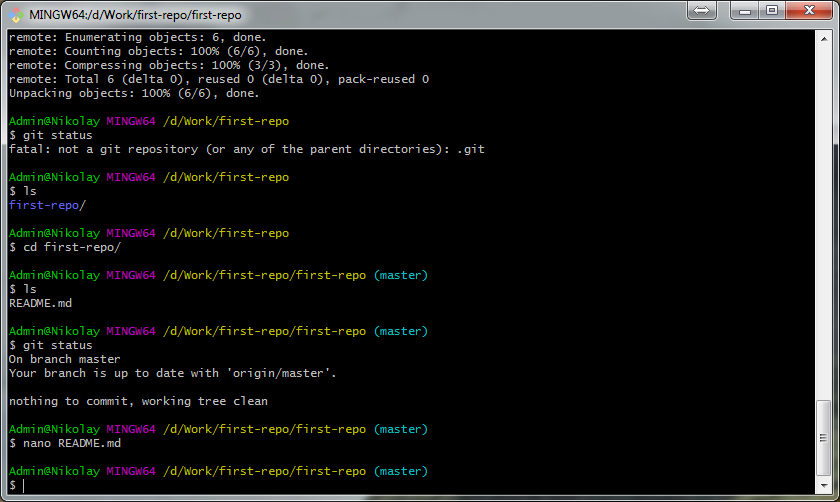 MINGW64:/d/Work/first-repo/first-repo
remote: Enumerating objects: 6, done.
remote: Counting objects: 100% (6/6), done.
remote: Compressing objects: 100% (3/3), done.
remote: Total 6 (delta 0), reused 0 (delta 0), pack-reused 0
Unpacking objects: 100% (6/6), done.
Admin@Nikolay MINGW64 /d/Work/first-repo
$ git status
fatal: not a git repository (or any of the parent directories): .git
Admin@Nikolay MINGW64 /d/Work/first-repo
$ ls
first-repo/
Admin@Nikolay MINGW64 /d/Work/first-repo
$ cd first-repo/
Admin@Nikolay MINGW64 /d/Work/first-repo/first-repo (master)
$ ls
README.md
Admin@Nikolay MINGW64 /d/Work/first-repo/first-repo (master)
$ git status
On branch master
Your branch is up to date with 'origin/master'.
nothing to commit, working tree clean
Admin@Nikolay MINGW64 /d/Work/first-repo/first-repo (master)
$ nano README.md
Admin@Nikolay MINGW64 /d/Work/first-repo/first-repo (master)
$